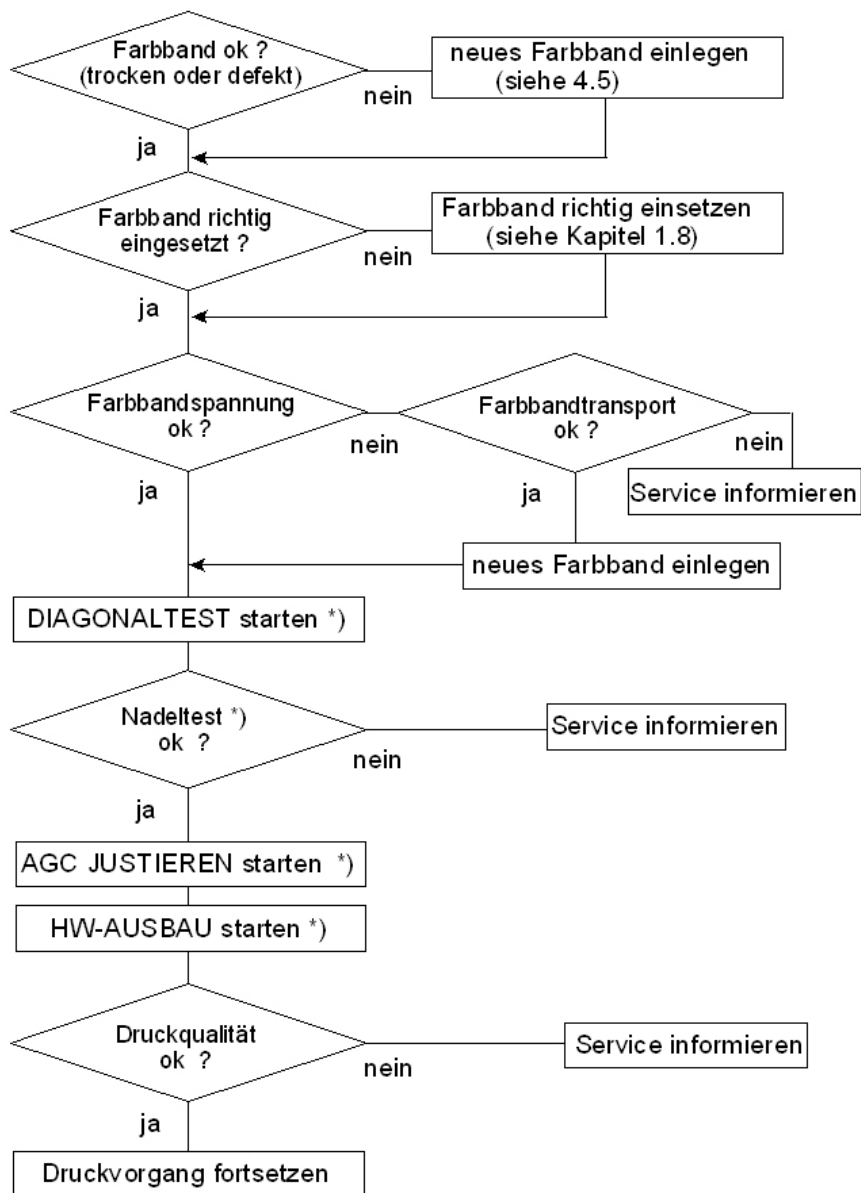 Farbband ok ?
(trocken oder defekt)
nein
neues Farbband einlegen
(siehe 4.5)
ja
Farbband richtig
eingesetzt ?
nein
Farbband richtig einsetzen
(siehe Kapitel 1.8)
ja
Farbbandspannung
ok ?
nein
Farbbandtransport
ok ?
nein
Service informieren
ja
ja
neues Farbband einlegen
DIAGONALTEST starten *)
Nadeltest *)
ok ?
nein
Service informieren
ja
AGC JUSTIEREN starten *)
HW-AUSBAU starten *)
Druckqualität
ok ?
nein
Service informieren
ja
Druckvorgang fortsetzen